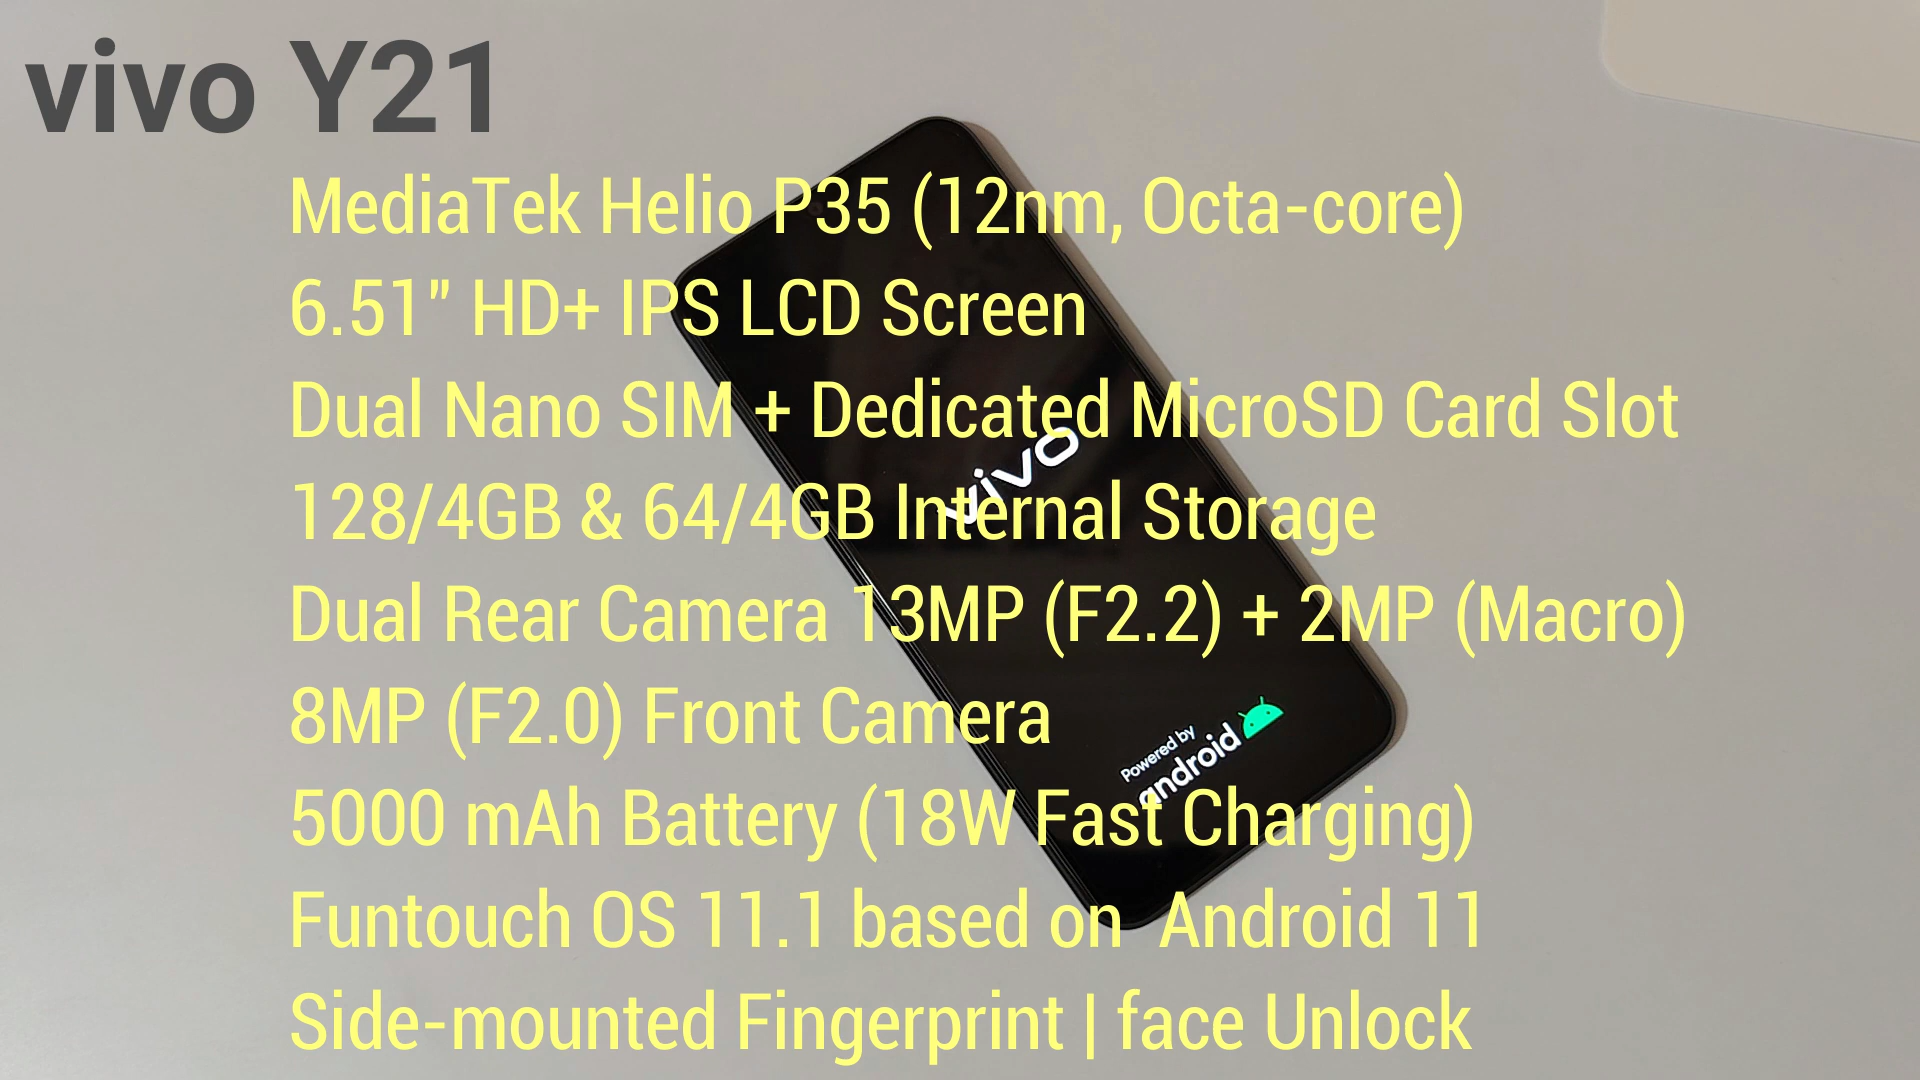 vivo Y21
MediaTek Helio P35 (12nm, Octa-core)
6.51" HD+ IPS LCD Screen
Dual Nano SIM + Dedicated MicroSD Card Slot
vivo
128/4GB & 64/4GB Internal Storage
Dual Rear Camera 13MP (F2.2) + 2MP (Macro)
8MP (F2.0) Front Camera
Powered by
android
5000 mAh Battery (18W Fast Charging)
Funtouch OS 11.1 based on  Android 11
Side-mounted Fingerprint | face Unlock